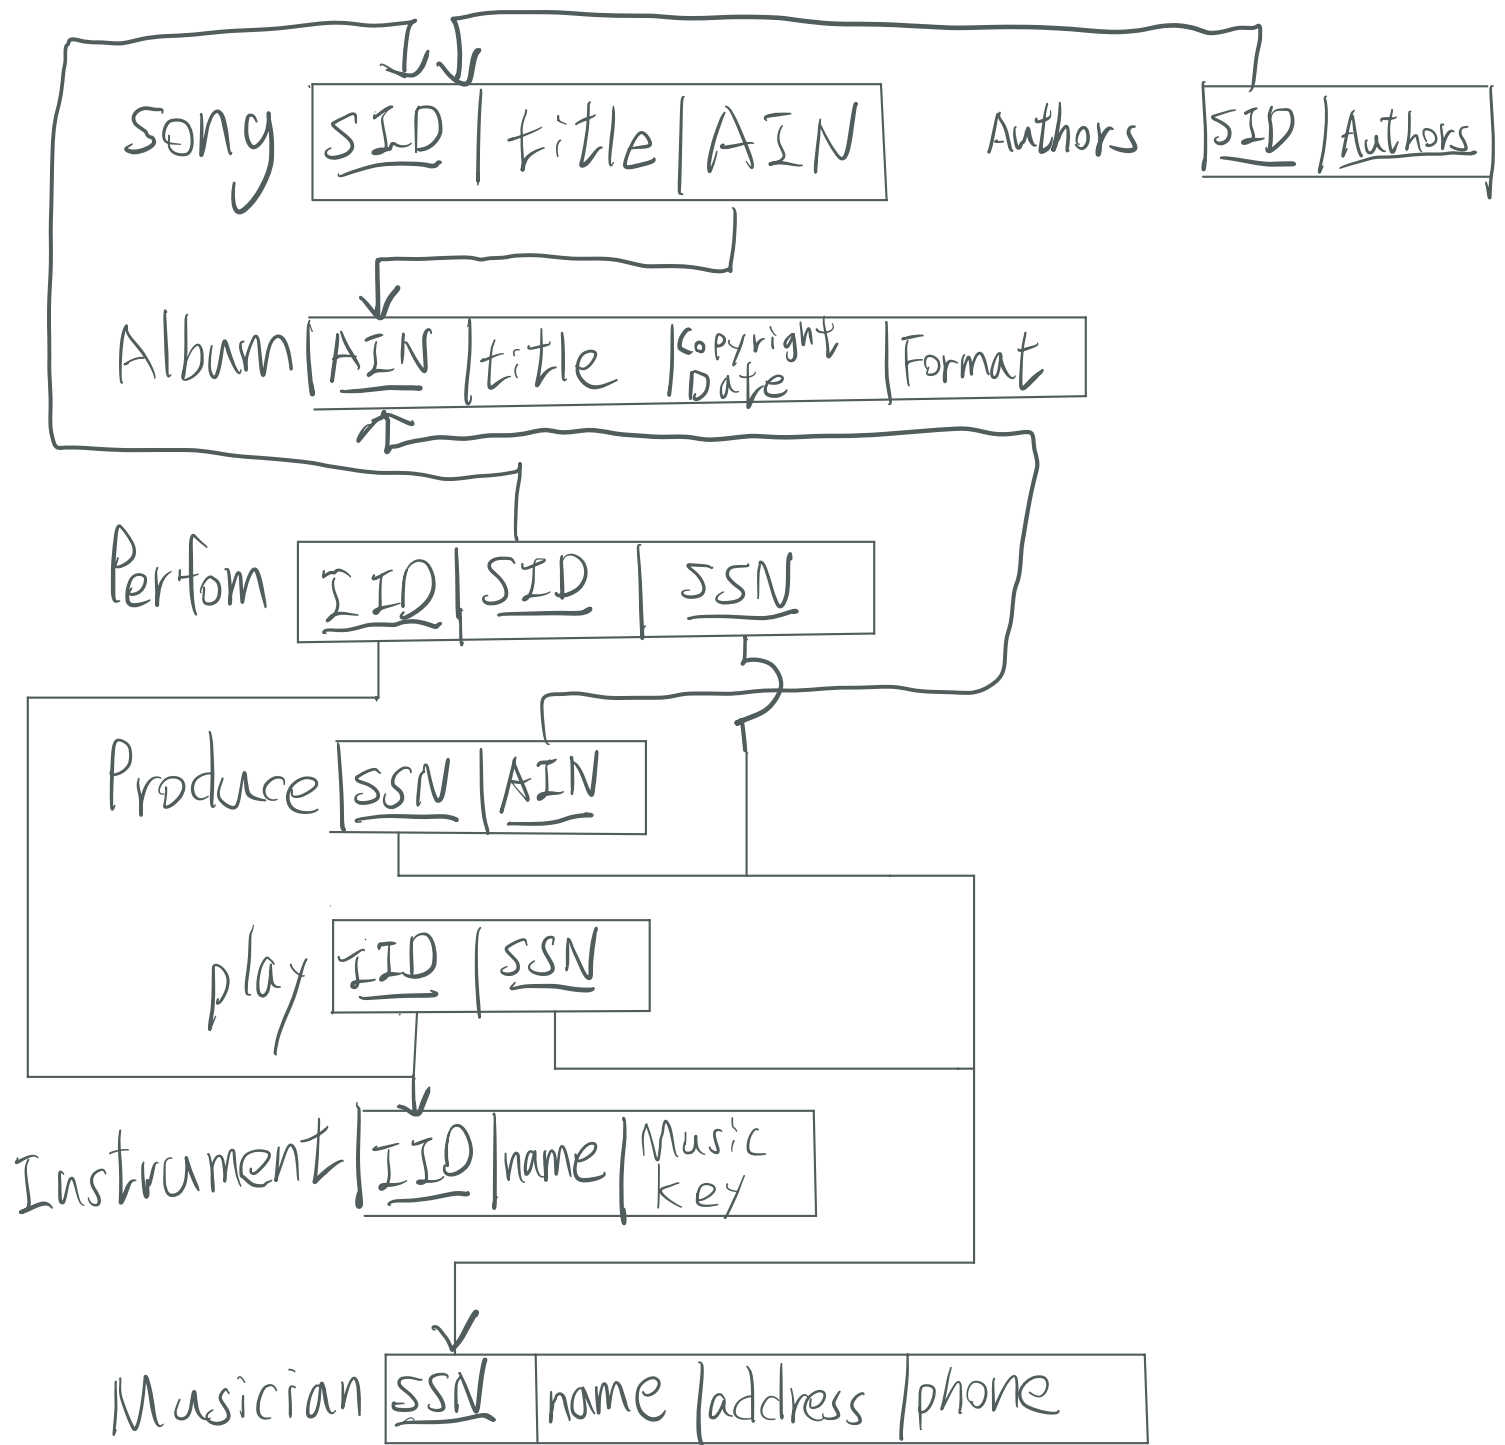 Song SID title AIN Authors SID Authors
Album AIN title Copyright Date Format
Perfom IID SID SSN
Produce SSN AIN
play IID SSN
Instrument IID name Music key
Musician SSN name address phone